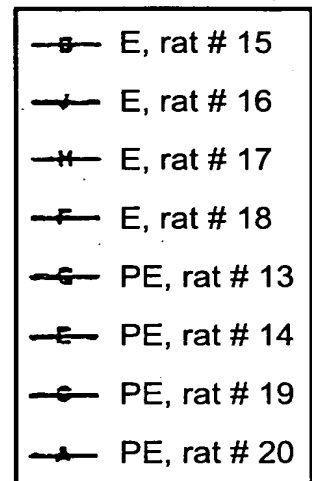 B E, rat # 15
J E, rat # 16
H E, rat # 17
F E, rat # 18
G PE, rat # 13
E PE, rat # 14
C PE, rat # 19
A PE, rat # 20